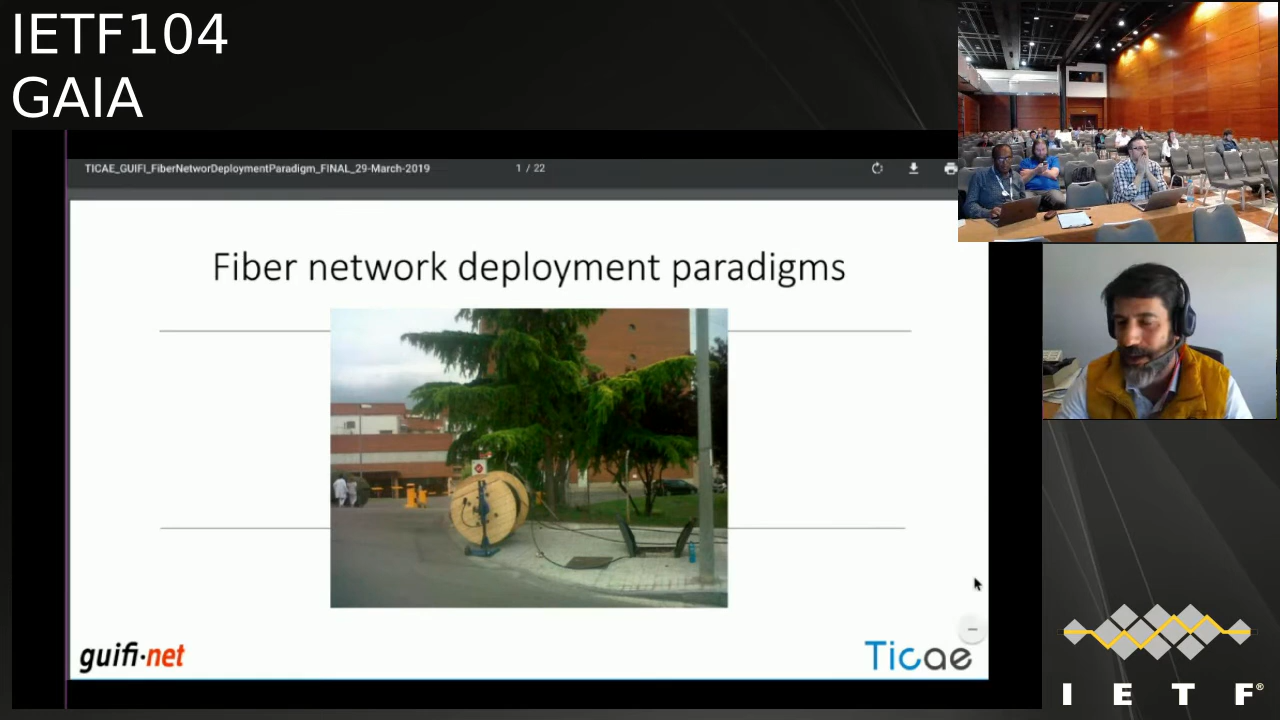 IETF104
GAIA
TICAE_GUIFI_FiberNetworDeploymentParadigm_FINAL_29-March-2019 1 / 22
Fiber network deployment paradigms
guifi·net
Ticae
I E T F®